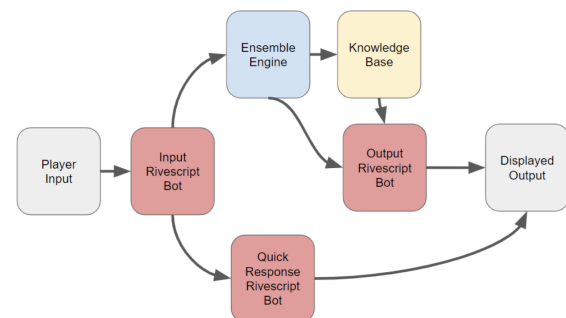 Player
Input
Input
Rivescript
Bot
Ensemble
Engine
Knowledge
Base
Output
Rivescript
Bot
Quick
Response
Rivescript
Bot
Displayed
Output